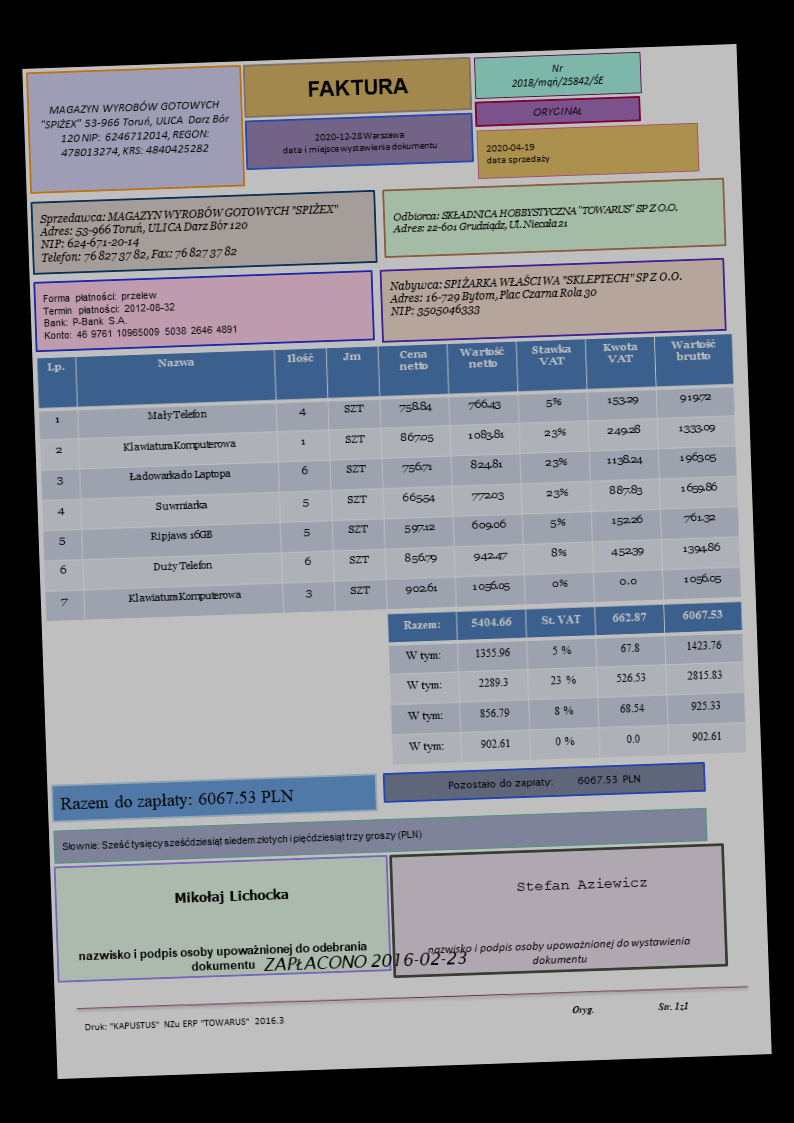 MAGAZYN WYROBÓW GOTOWYCH
"SPIŻEX" 53-966 Toruń, ULICA Darz Bór
120 NIP: 6246712014, REGON:
478013274, KRS: 4840425282
FAKTURA
2020-12-28 Warszawa
data i miejsce wystawienia dokumentu
Nr
2018/mqń/25842/ŚE
ORYGINAŁ
2020-04-19
data sprzedaży
Sprzedawca: MAGAZYN WYROBÓW GOTOWYCH "SPIŻEX"
Adres: 53-966 Toruń, ULICA Darz Bór 120
NIP: 624-671-20-14
Telefon: 76 827 37 82, Fax: 76 827 37 82
Odbiorca: SKŁADNICA HOBBYSTYCZNA "TOWARUS" SP Z O.O.
Adres: 22-601 Grudziądz, Ul. Niecała 21
Forma płatności: przelew
Termin płatności: 2012-08-32
Bank: P-Bank S.A.
Konto: 46 9761 10965009 5038 2646 4891
Nabywca: SPIŻARKA WŁAŚCIWA "SKLEPTECH" SP Z O.O.
Adres: 16-729 Bytom, Plac Czarna Rola 30
NIP: 3505046333
Lp. Nazwa Ilość Jm Cena netto Wartość netto Stawka VAT Kwota VAT Wartość brutto
1 Mały Telefon 4 SZT 758.84 766.43 5% 153.29 919.72
2 Klawiatura Komputerowa 1 SZT 867.05 1083.81 23% 249.28 1333.09
3 Ładowarka do Laptopa 6 SZT 756.71 824.81 23% 1138.24 1963.05
4 Suwmiarka 5 SZT 665.54 772.03 23% 887.83 1659.86
5 Ripjaws 16GB 5 SZT 597.12 609.06 5% 152.26 761.32
6 Duży Telefon 6 SZT 856.79 942.47 8% 452.39 1394.86
7 Klawiatura Komputerowa 3 SZT 902.61 1056.05 0% 0.0 1056.05
Razem: 5404.66 St. VAT 662.87 6067.53
W tym: 1355.96 5 % 67.8 1423.76
W tym: 2289.3 23 % 526.53 2815.83
W tym: 856.79 8 % 68.54 925.33
W tym: 902.61 0 % 0.0 902.61
Razem do zapłaty: 6067.53 PLN
Pozostało do zapłaty: 6067.53 PLN
Słownie: Sześć tysięcy sześćdziesiąt siedem złotych i pięćdziesiąt trzy groszy (PLN)
Mikołaj Lichocka
nazwisko i podpis osoby upoważnionej do odebrania
dokumentu
Stefan Aziewicz
nazwisko i podpis osoby upoważnionej do wystawienia
dokumentu
ZAPŁACONO 2016-02-23
Druk: "KAPUSTUS" NZu ERP "TOWARUS" 2016.3
Oryg.
Str. 1z1